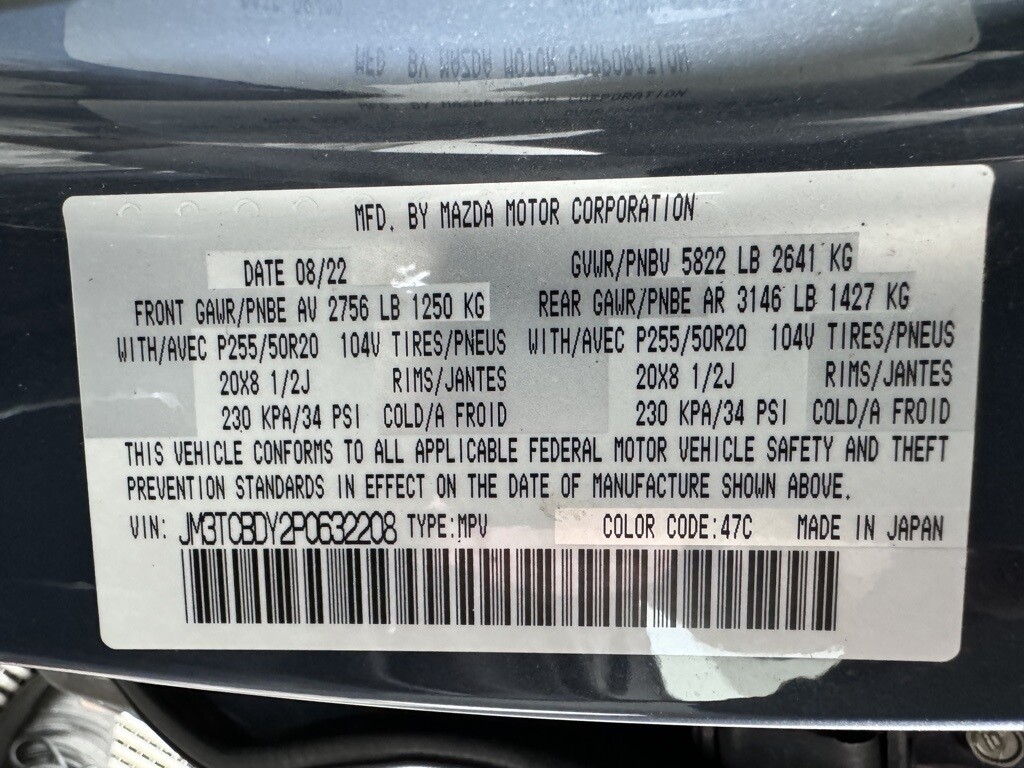 MFD. BY MAZDA MOTOR CORPORATION
MFD. BY MAZDA MOTOR CORPORATION
DATE 08/22 GVWR/PNBV 5822 LB 2641 KG
FRONT GAWR/PNBE AV 2756 LB 1250 KG REAR GAWR/PNBE AR 3146 LB 1427 KG
WITH/AVEC P255/50R20 104V TIRES/PNEUS WITH/AVEC P255/50R20 104V TIRES/PNEUS
20X8 1/2J RIMS/JANTES 20X8 1/2J RIMS/JANTES
230 KPA/34 PSI COLD/A FROID 230 KPA/34 PSI COLD/A FROID
THIS VEHICLE CONFORMS TO ALL APPLICABLE FEDERAL MOTOR VEHICLE SAFETY AND THEFT
PREVENTION STANDARDS IN EFFECT ON THE DATE OF MANUFACTURE SHOWN ABOVE.
VIN: JM3TCBDY2P0632208 TYPE:MPV COLOR CODE:47C MADE IN JAPAN